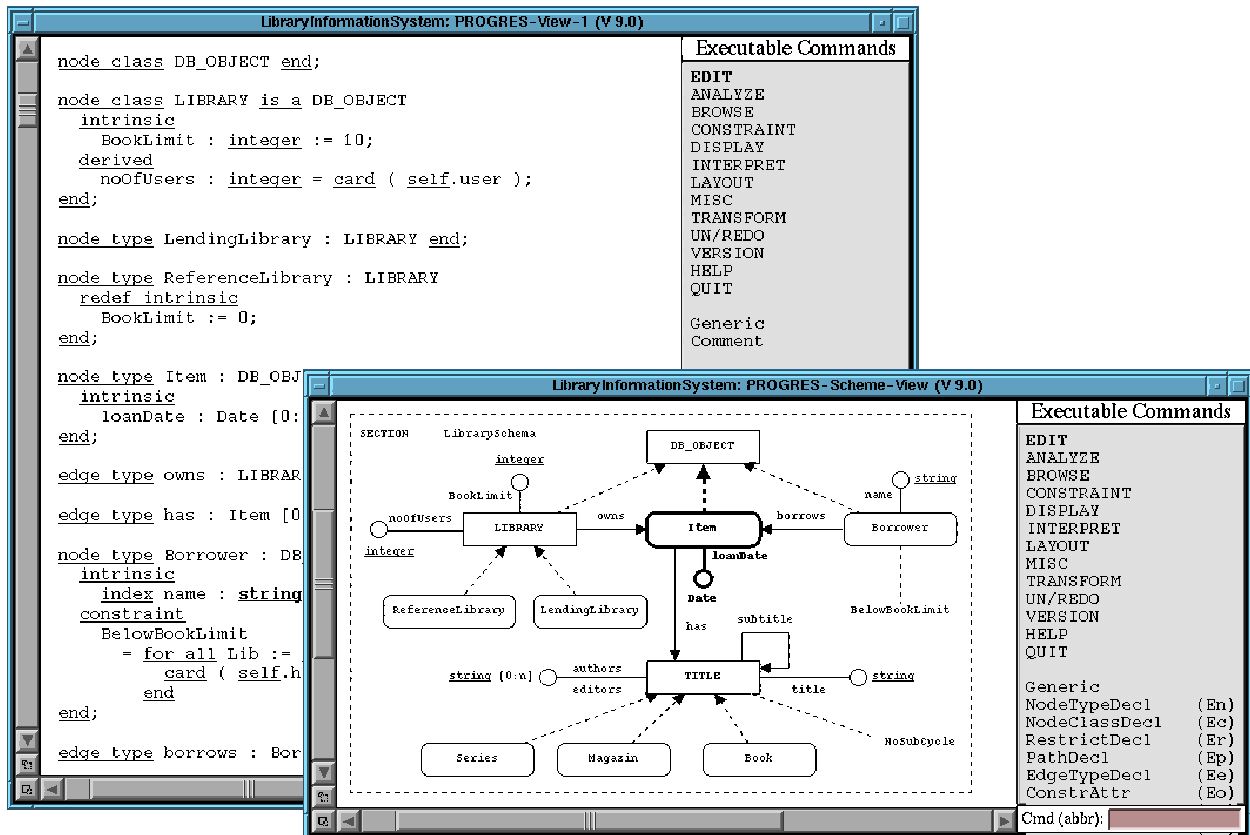 LibraryInformationSystem: PROGRES-View-1 (V 9.0)
node class DB_OBJECT end;
node class LIBRARY is a DB_OBJECT
intrinsic
BookLimit : integer := 10;
derived
noOfUsers : integer = card ( self.user );
end;
node type LendingLibrary : LIBRARY end;
node type ReferenceLibrary : LIBRARY
redef intrinsic
BookLimit := 0;
end;
node type Item : DB_OBJ
intrinsic
loanDate : Date [0:
end;
edge type owns : LIBRAR
edge type has : Item [0
node type Borrower : DB_
intrinsic
index name : string
constraint
BelowBookLimit
= for all Lib :=
card ( self.h
end
end;
edge type borrows : Bor
Executable Commands
EDIT
ANALYZE
BROWSE
CONSTRAINT
DISPLAY
INTERPRET
LAYOUT
MISC
TRANSFORM
UN/REDO
VERSION
HELP
QUIT
Generic
Comment
LibraryInformationSystem: PROGRES-Scheme-View (V 9.0)
SECTION LibrarySchema
DB_OBJECT
integer
string
BookLimit
name
noOfUsers
LIBRARY
owns
Item
borrows
Borrower
integer
loanDate
Date
ReferenceLibrary
LendingLibrary
BelowBookLimit
has
subtitle
string [0:n]
authors
editors
TITLE
title
string
NoSubCycle
Series
Magazin
Book
Executable Commands
EDIT
ANALYZE
BROWSE
CONSTRAINT
DISPLAY
INTERPRET
LAYOUT
MISC
TRANSFORM
UN/REDO
VERSION
HELP
QUIT
Generic
NodeTypeDecl (En)
NodeClassDecl (Ec)
RestrictDecl (Er)
PathDecl (Ep)
EdgeTypeDecl (Ee)
ConstrAttr (Eo)
Cmd (abbr):